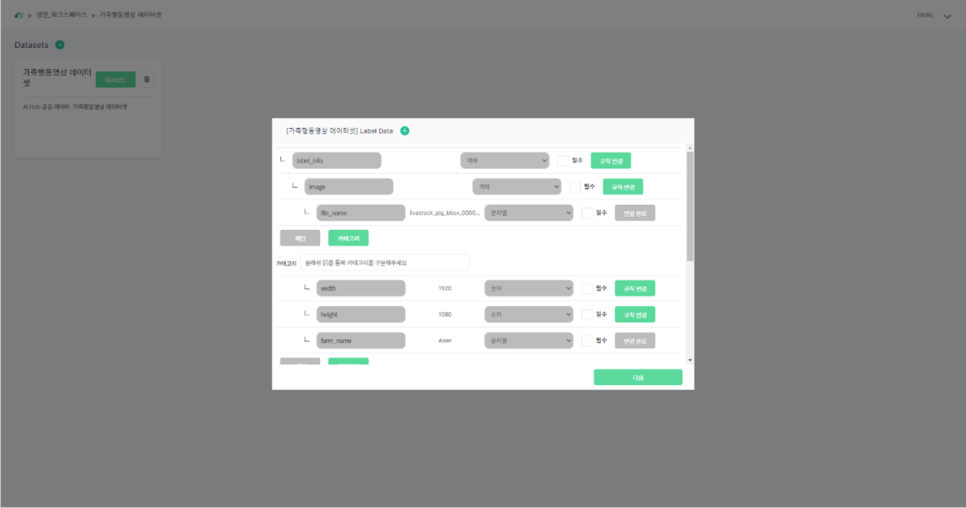 > 냉면_워크스페이스 > 가축행동영상 데이터셋
Hello,
Datasets
가축행동영상 데이터
셋
대시보드
AI Hub 공공 데이터, 가축행동영상 데이터셋
[가축행동영상 데이터셋] Label Data
label_info
객체
필수
규칙 변경
image
객체
필수
규칙 변경
file_name
livestock_pig_bbox_0000...
문자열
필수
변경 완료
패턴
카테고리
카테고리
슬래쉬 (/)을 통해 카테고리를 구분해주세요
width
1920
숫자
필수
규칙 변경
height
1080
숫자
필수
규칙 변경
farm_name
Asan
문자열
필수
변경 완료
다음